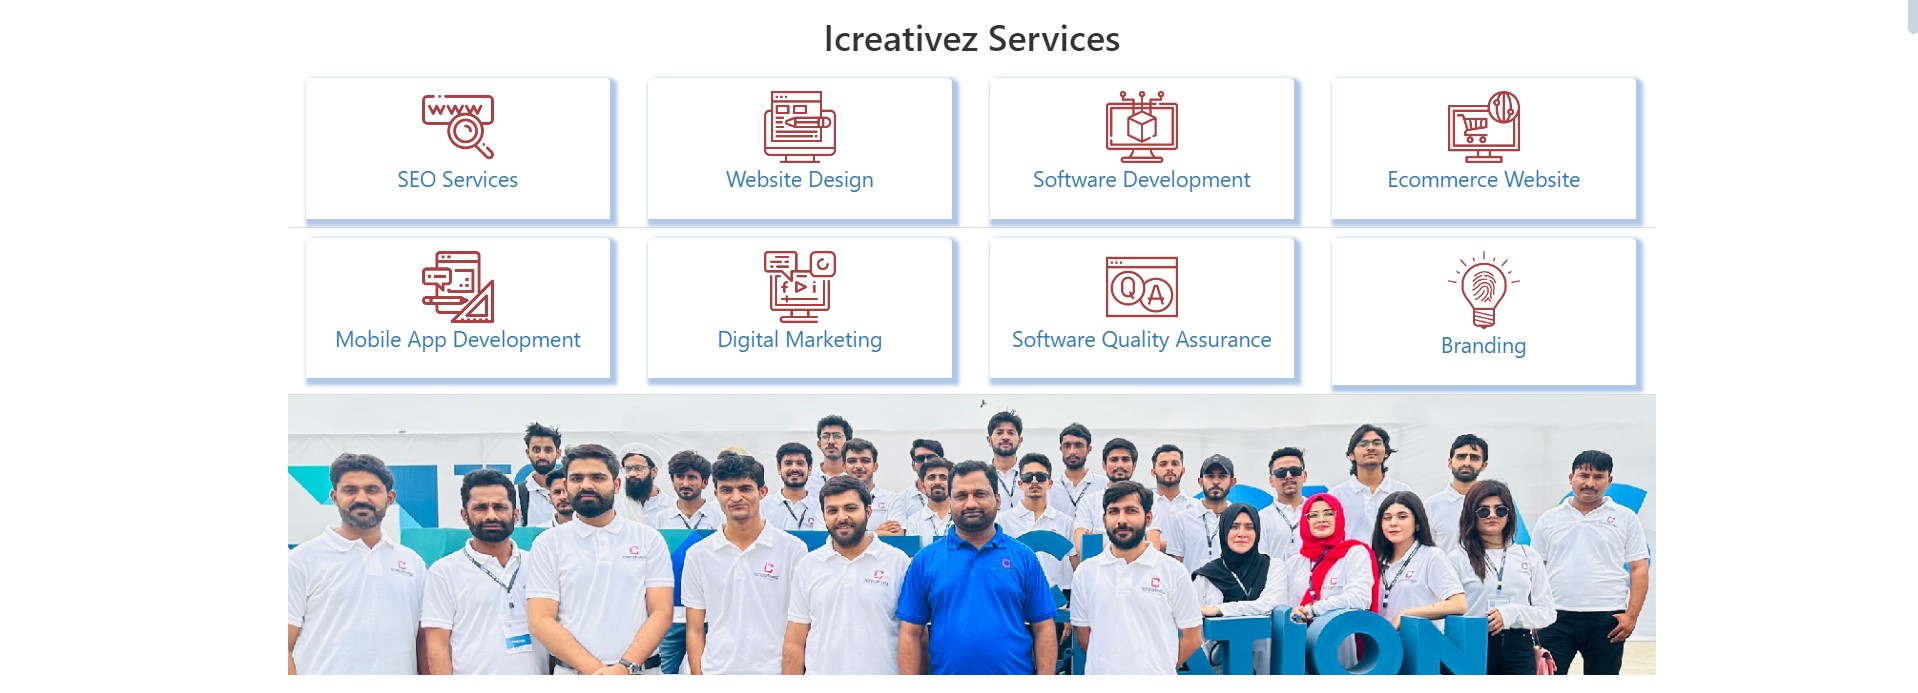 Icreativez Services
www
SEO Services
Website Design
Software Development
Ecommerce Website
Mobile App Development
Digital Marketing
QA
Software Quality Assurance
Branding
ATION